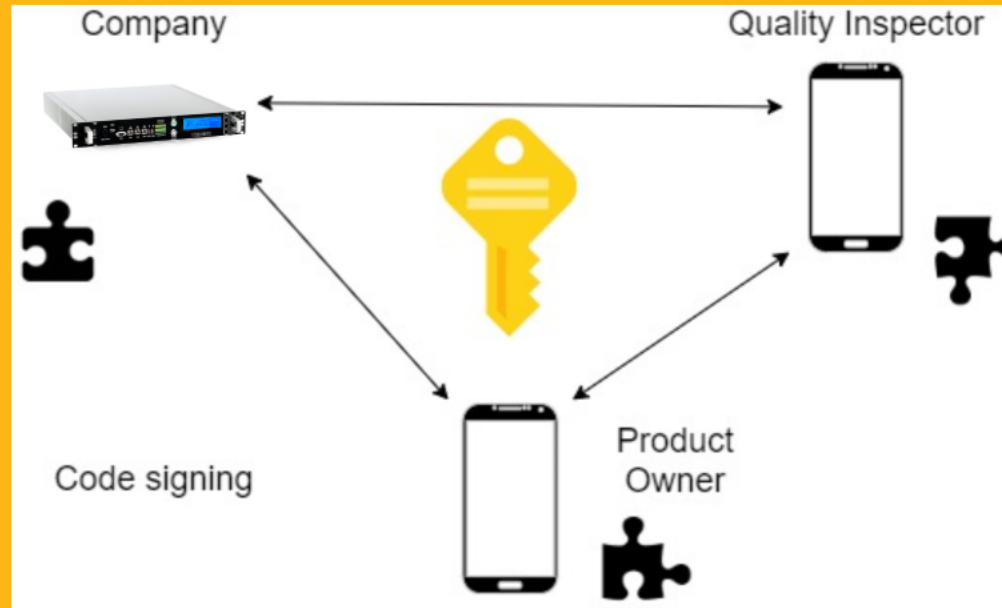 Company
Quality Inspector
Product
Owner
Code signing